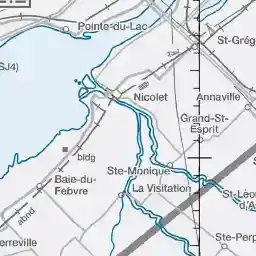 Pointe-du-Lac
St-Grég
SJ4)
Nicolet
Annaville
Grand-St-
Esprit
bldg
Ste-Monique
Baie-du-
Febvre
La Visitation
St-Léon
d'A
abnd
erreville
Ste-Perp